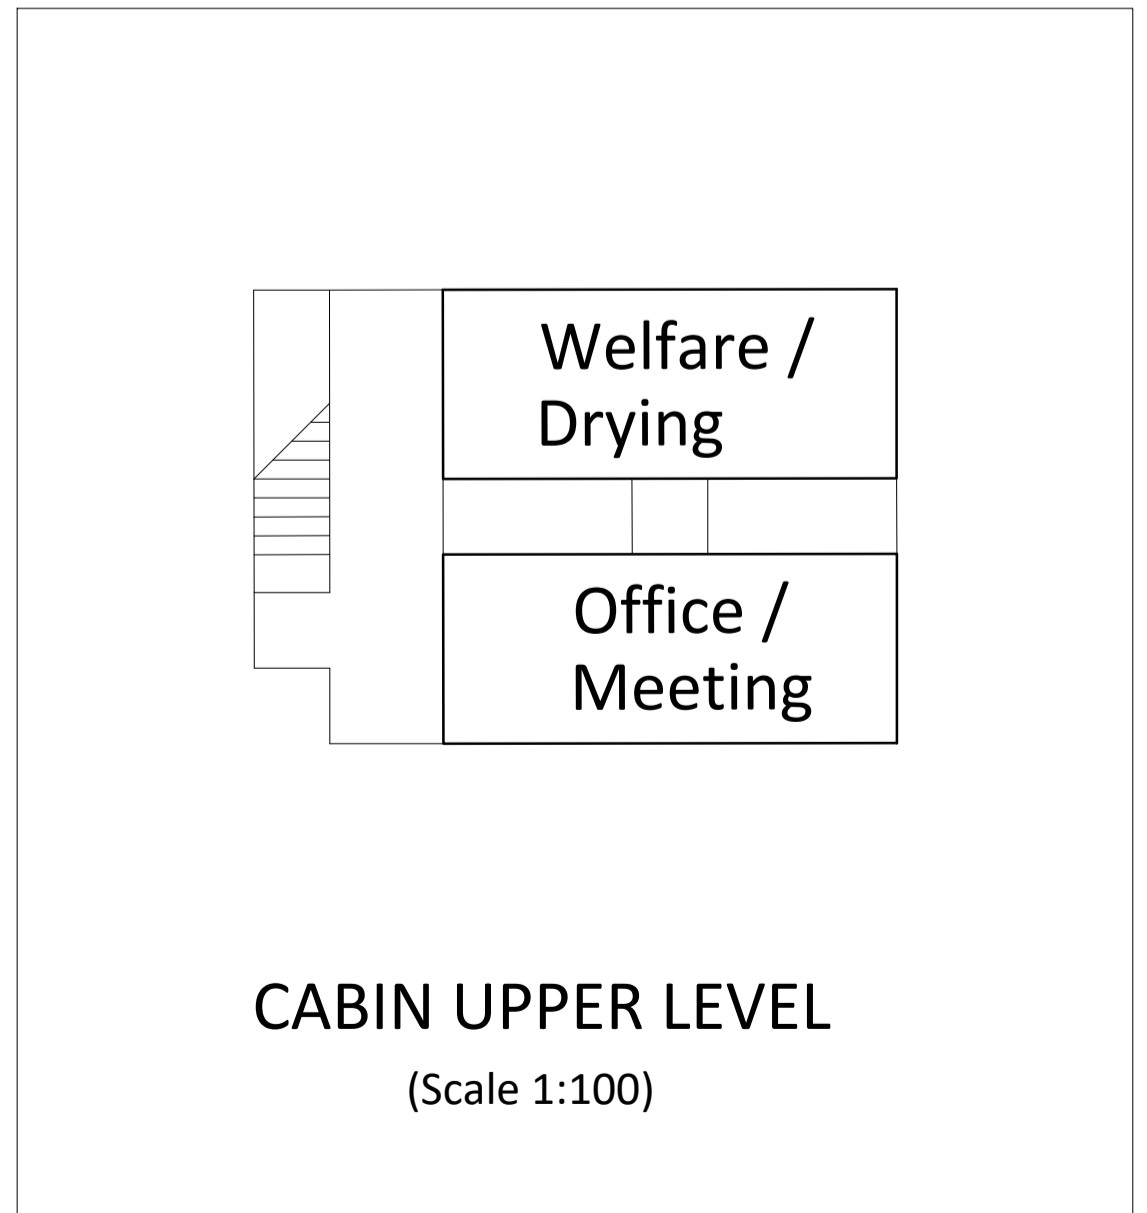 Welfare /
Drying
Office /
Meeting
CABIN UPPER LEVEL
(Scale 1:100)